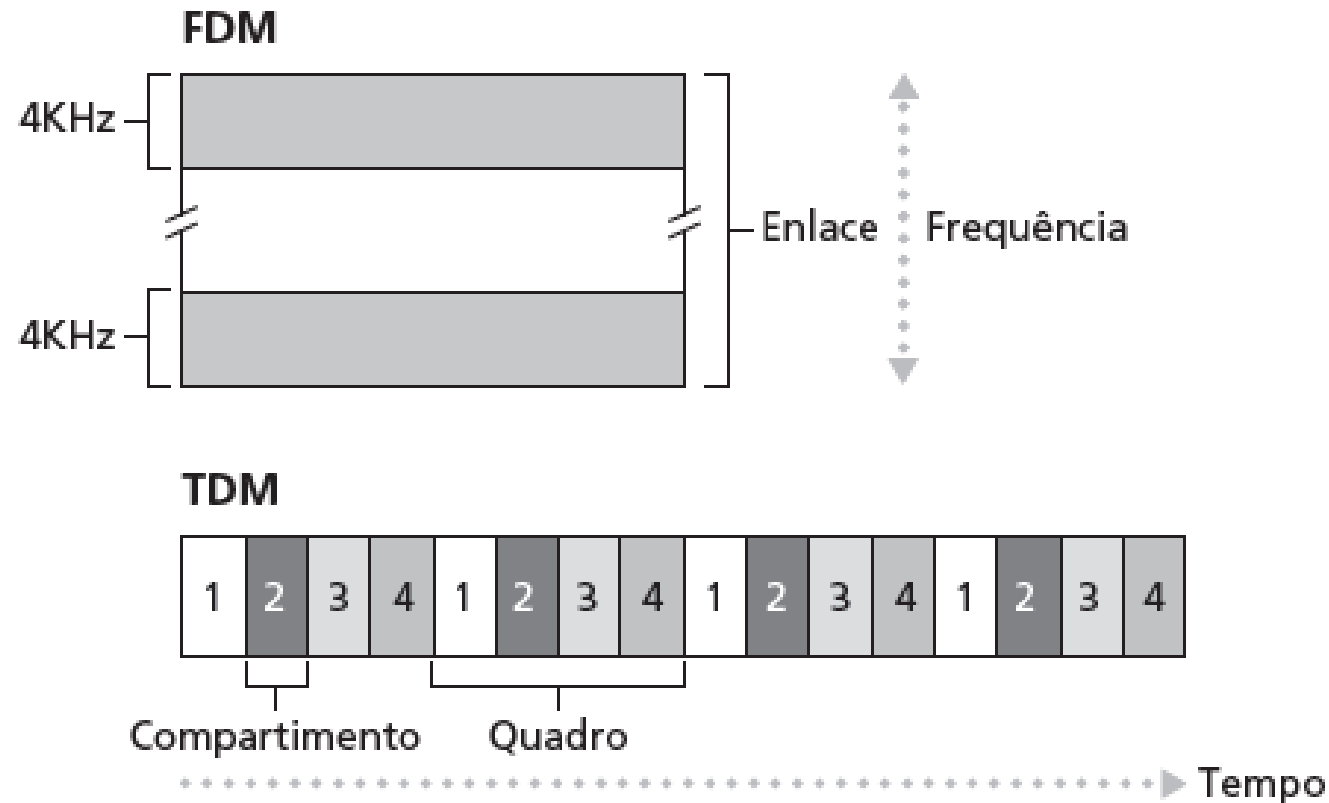 FDM
4KHz
Enlace
Frequência
4KHz
TDM
1 2 3 4 1 2 3 4 1 2 3 4 1 2 3 4
Compartimento
Quadro
Tempo